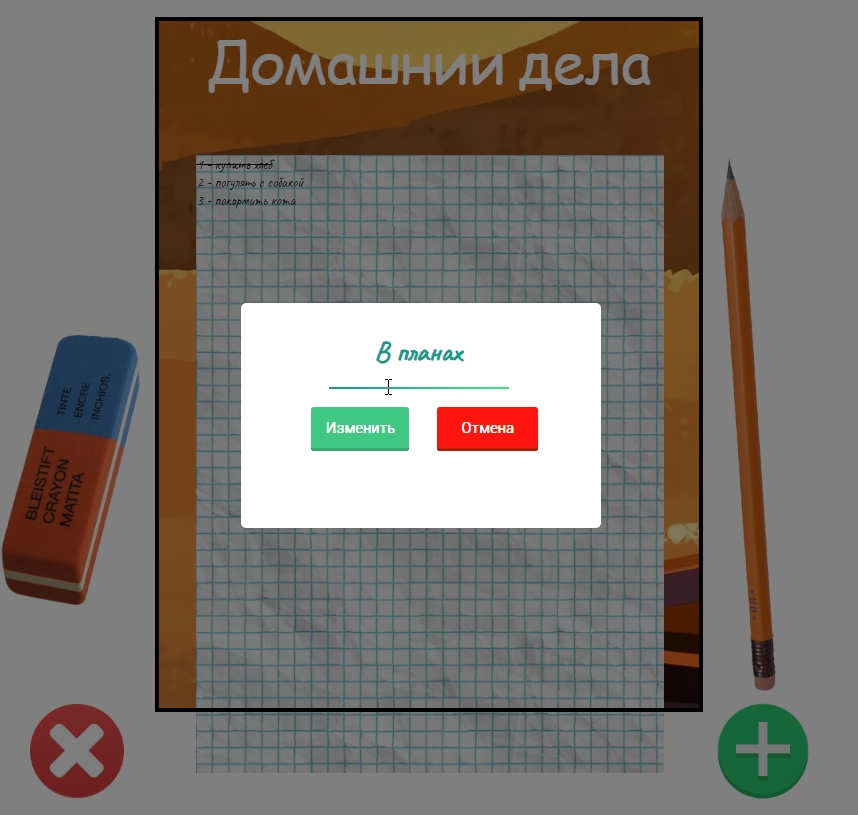 Домашнии дела
1 - купить хлеб
2 - погулять с собакой
3 - покормить кота
В планах
Изменить
Отмена
TINTE
ENCRE
INCHIOS.
BLEISTIFT
CRAYON
MATITA